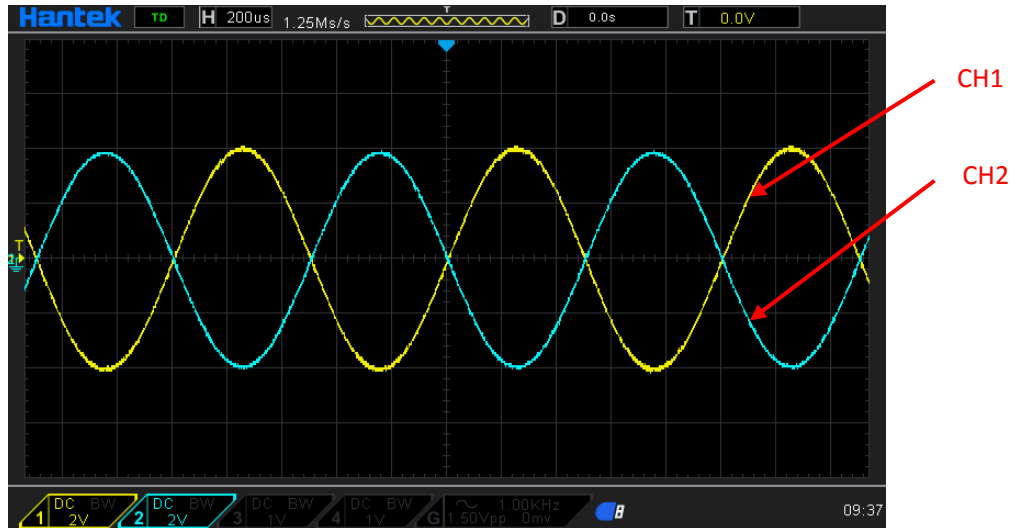 Hantek TD H 200us 1.25Ms/s T D 0.0s T 0.0V
CH1
CH2
T
1 DC BW 2V 2 DC BW 2V 3 DC BW 1V 4 DC BW 1V G 1.00KHz 1.50Vpp 0mv 09:37